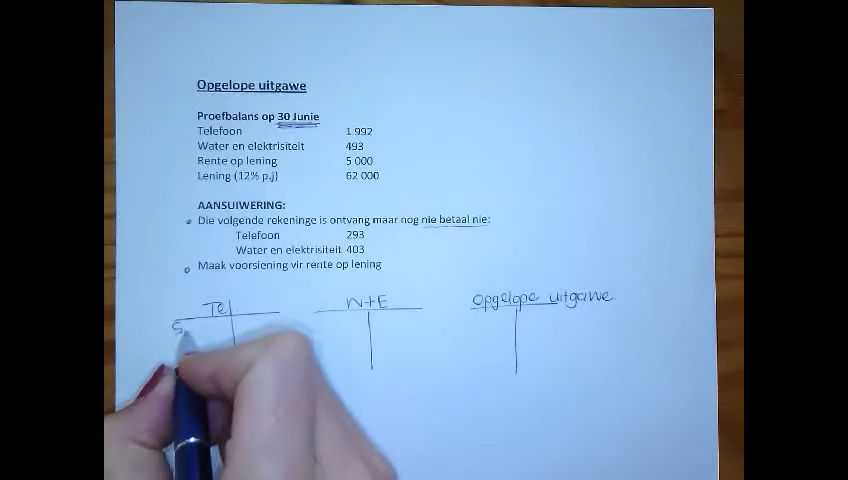 Opgelope uitgawe
Proefbalans op 30 Junie
Telefoon 1 992
Water en elektrisiteit 493
Rente op lening 5 000
Lening (12% p.j) 62 000
AANSUIWERING:
Die volgende rekeninge is ontvang maar nog nie betaal nie:
Telefoon 293
Water en elektrisiteit 403
Maak voorsiening vir rente op lening
Tel W+E Opgelope uitgawe